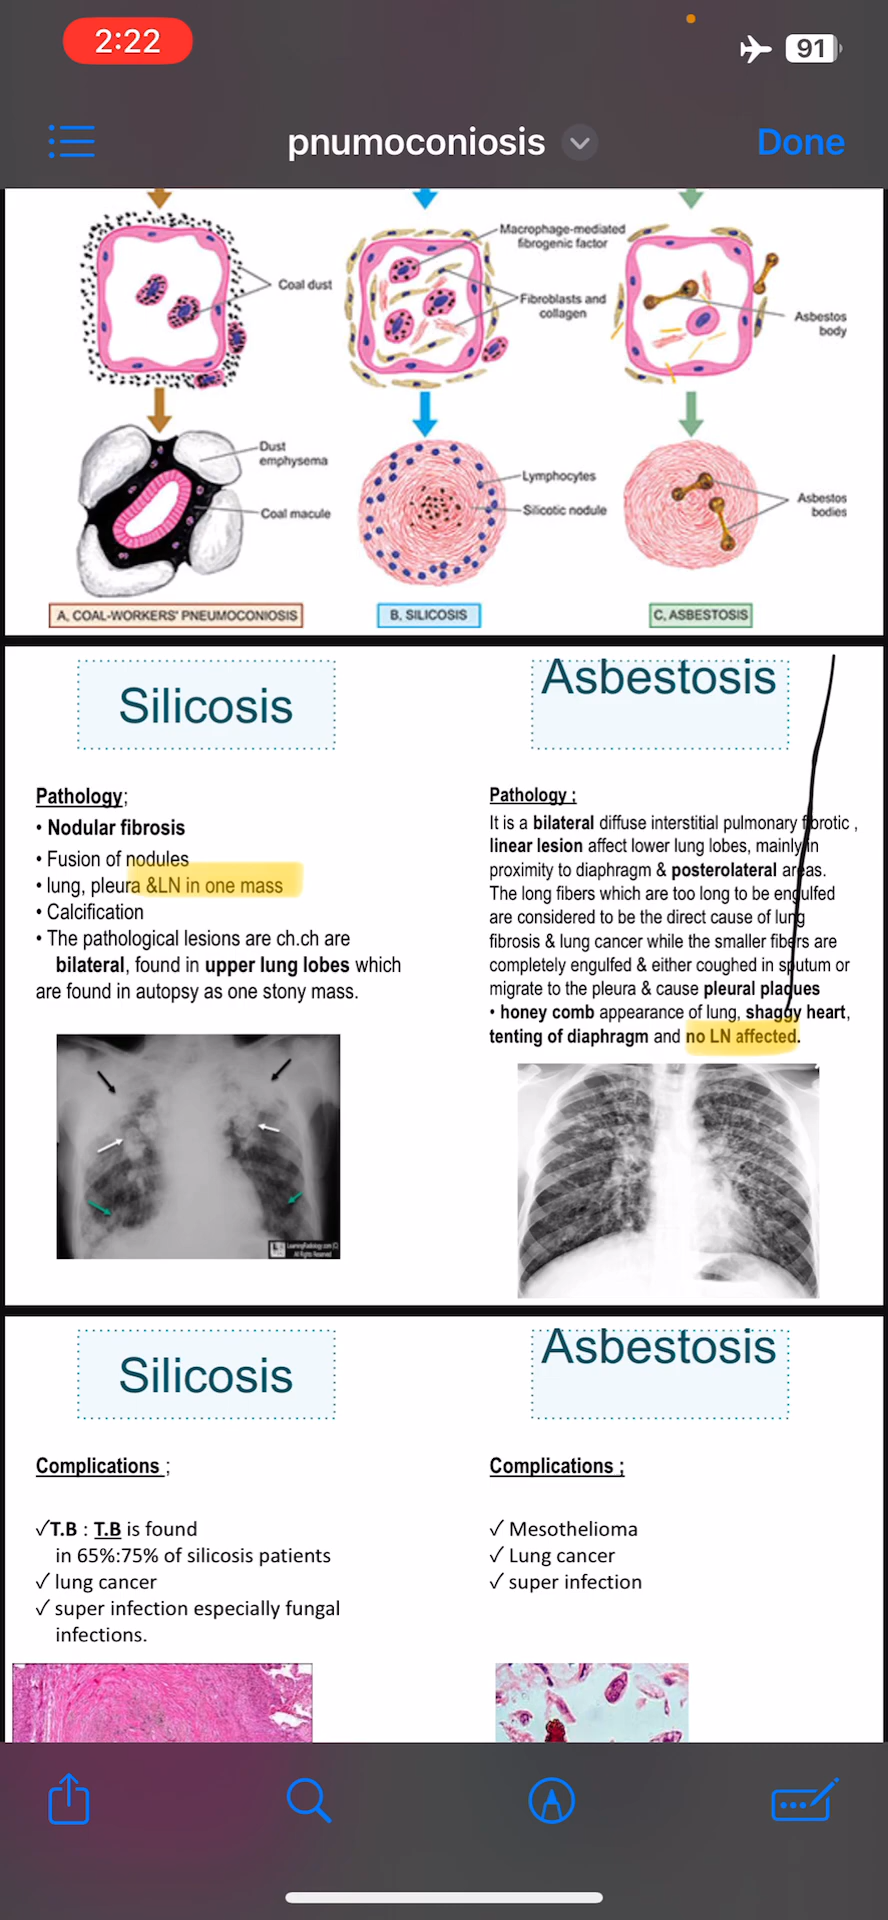 2:22
91
pnumoconiosis
Done
Macrophage-mediated
fibrogenic factor
Coal dust
Fibroblasts and
collagen
Asbestos
body
Dust
emphysema
Coal macule
Lymphocytes
Silicotic nodule
Asbestos
bodies
A. COAL-WORKERS' PNEUMOCONIOSIS
B. SILICOSIS
C. ASBESTOSIS
Silicosis
Pathology;
• Nodular fibrosis
• Fusion of nodules
• lung, pleura &LN in one mass
• Calcification
• The pathological lesions are ch.ch are
bilateral, found in upper lung lobes which
are found in autopsy as one stony mass.
LearningRadiology.com (C)
All Rights Reserved
Asbestosis
Pathology ;
It is a bilateral diffuse interstitial pulmonary fibrotic ,
linear lesion affect lower lung lobes, mainly in
proximity to diaphragm & posterolateral areas.
The long fibers which are too long to be engulfed
are considered to be the direct cause of lung
fibrosis & lung cancer while the smaller fibers are
completely engulfed & either coughed in sputum or
migrate to the pleura & cause pleural plaques
• honey comb appearance of lung, shaggy heart,
tenting of diaphragm and no LN affected.
Silicosis
Complications ;
✓T.B : T.B is found
in 65%:75% of silicosis patients
✓ lung cancer
✓ super infection especially fungal
infections.
Asbestosis
Complications ;
✓ Mesothelioma
✓ Lung cancer
✓ super infection